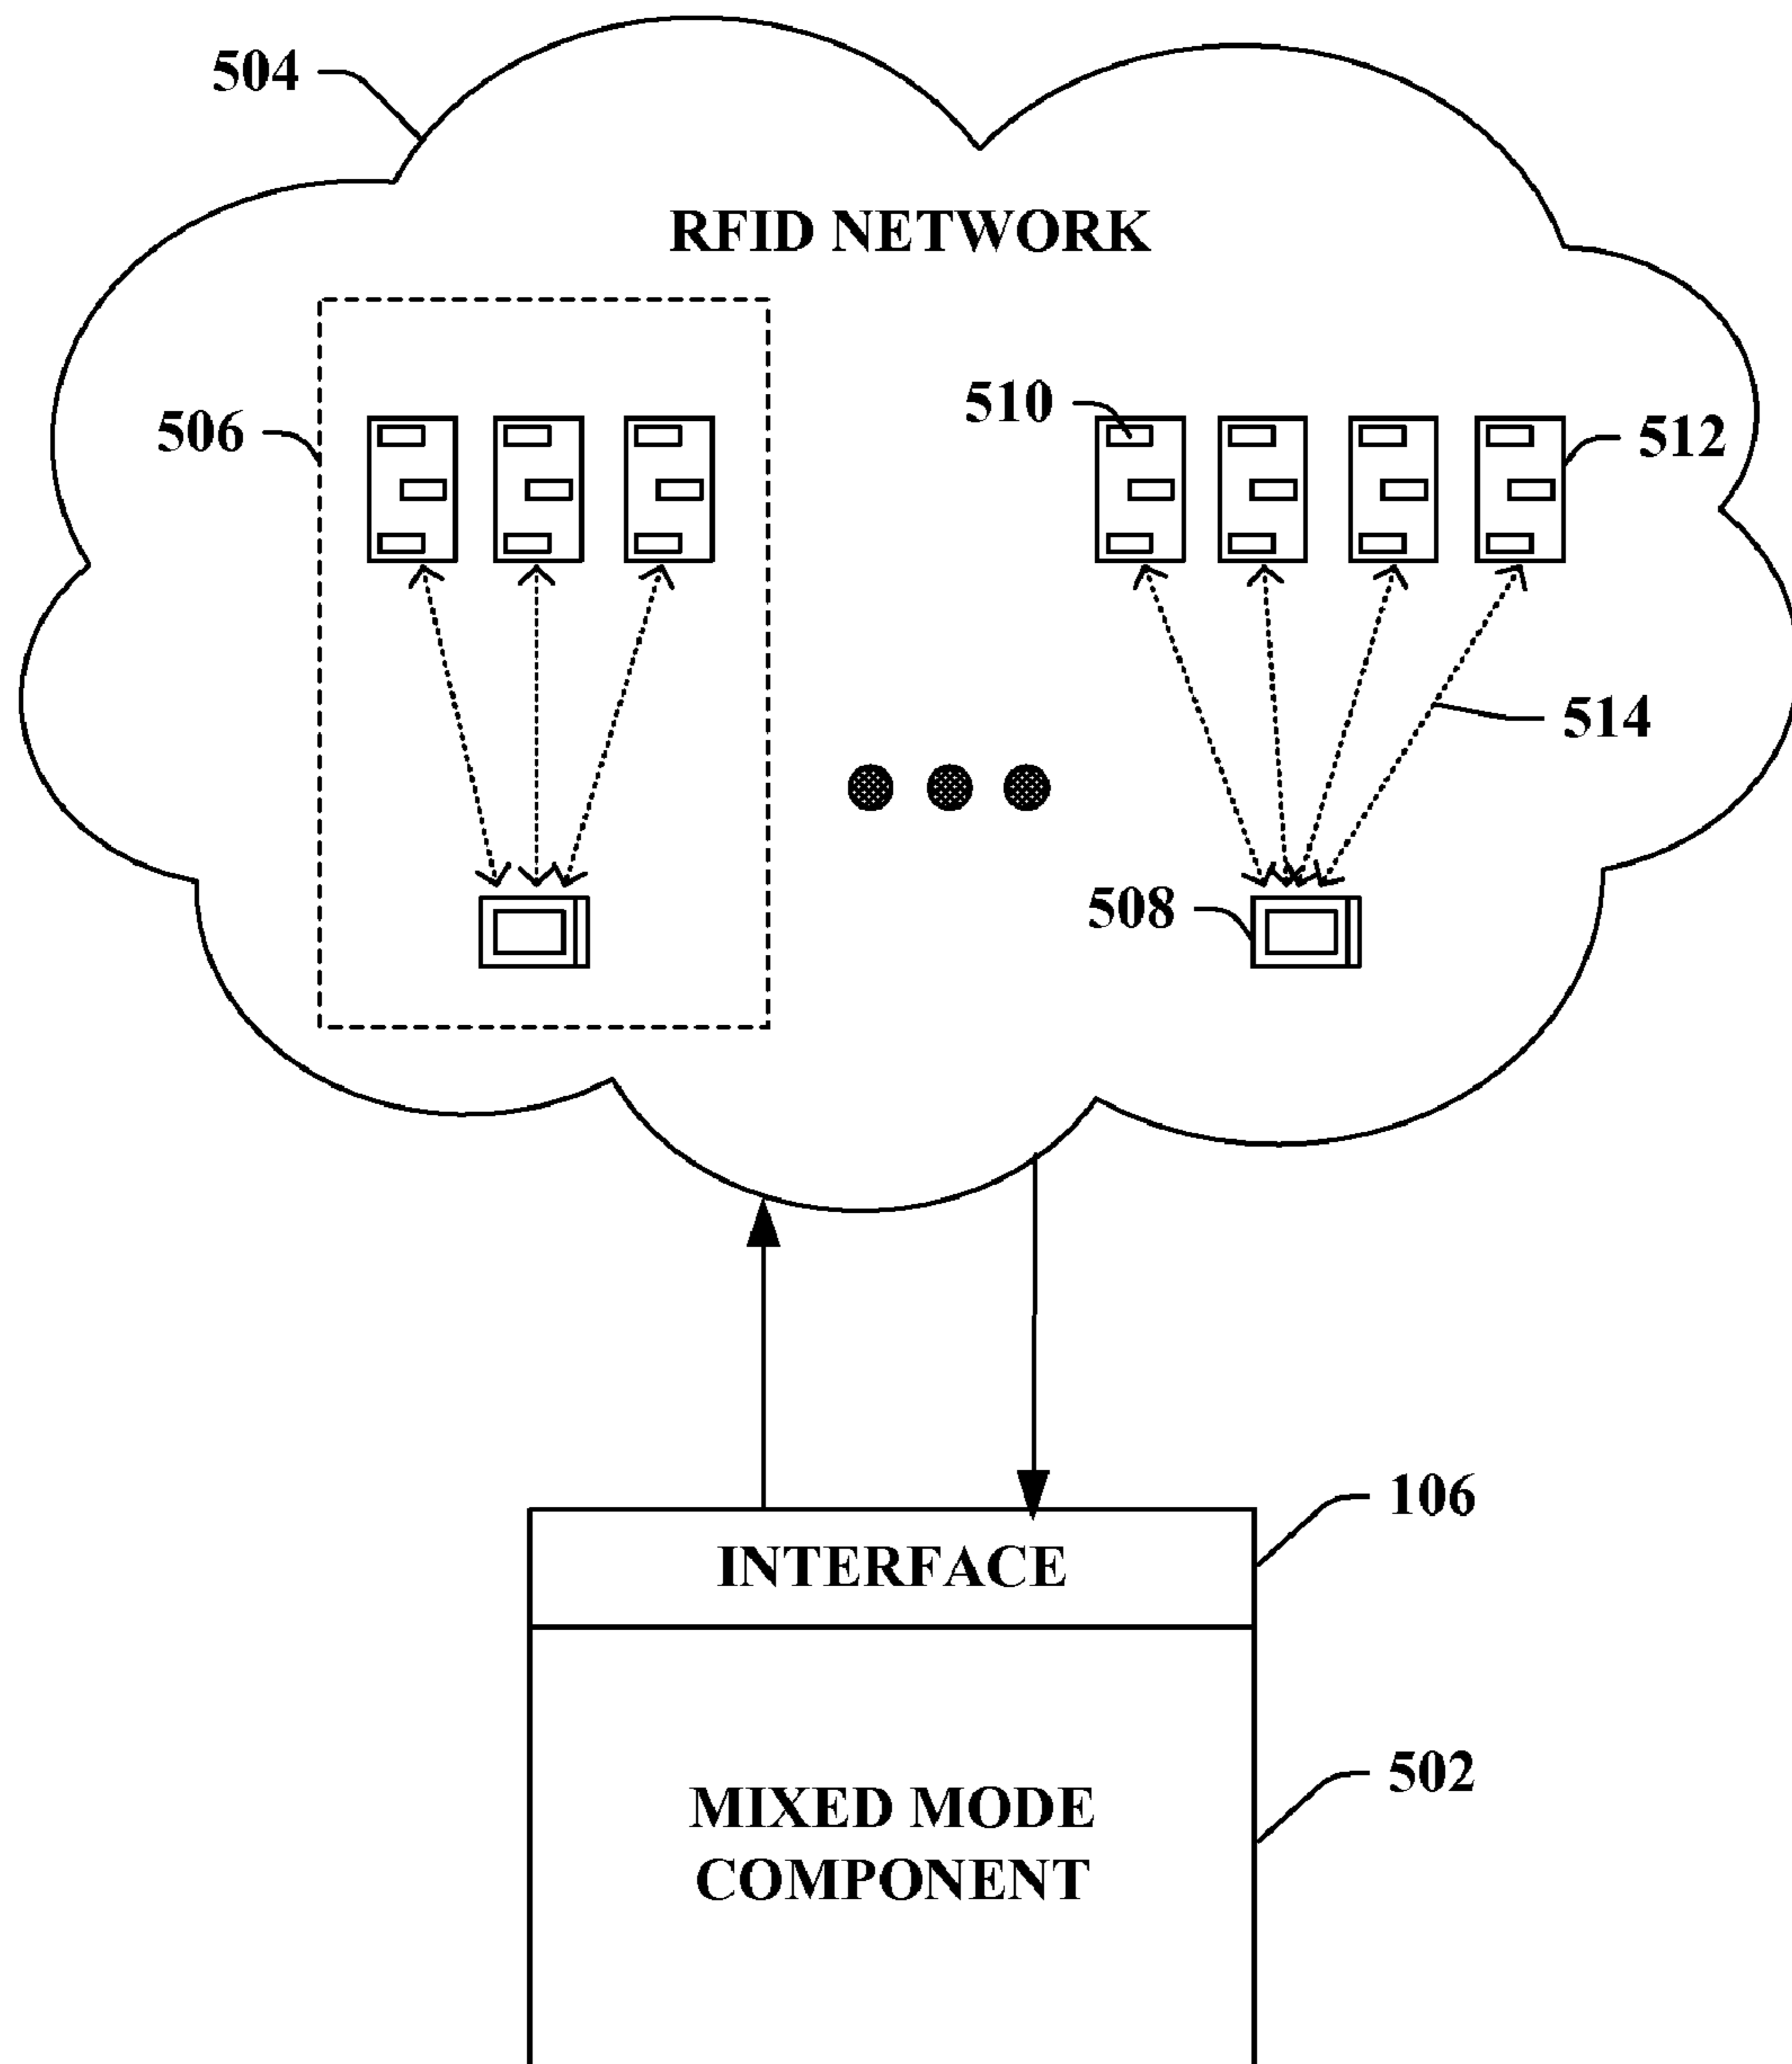 504
RFID NETWORK
506
510
512
514
508
106
INTERFACE
502
MIXED MODE
COMPONENT